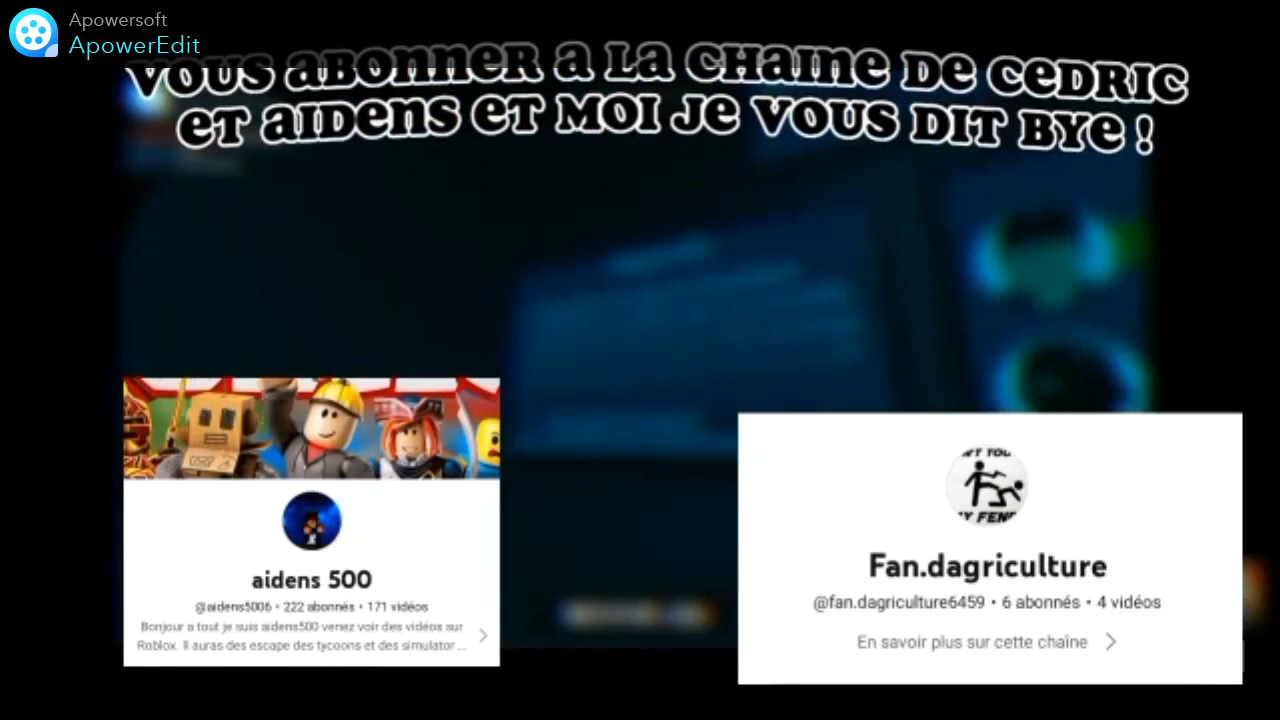 Apowersoft
ApowerEdit
VOUS aBONNER a La CHaINe De CeDRIC
eT aIDeNS eT MOI Je VOUS DIT BYe !
aidens 500
@aidens5006 • 222 abonnés • 171 vidéos
Bonjour a tout je suis aidens500 venez voir des vidéos sur
Roblox. Il auras des escape des tycoons et des simulator ...
Fan.dagriculture
@fan.dagriculture6459 • 6 abonnés • 4 vidéos
En savoir plus sur cette chaîne